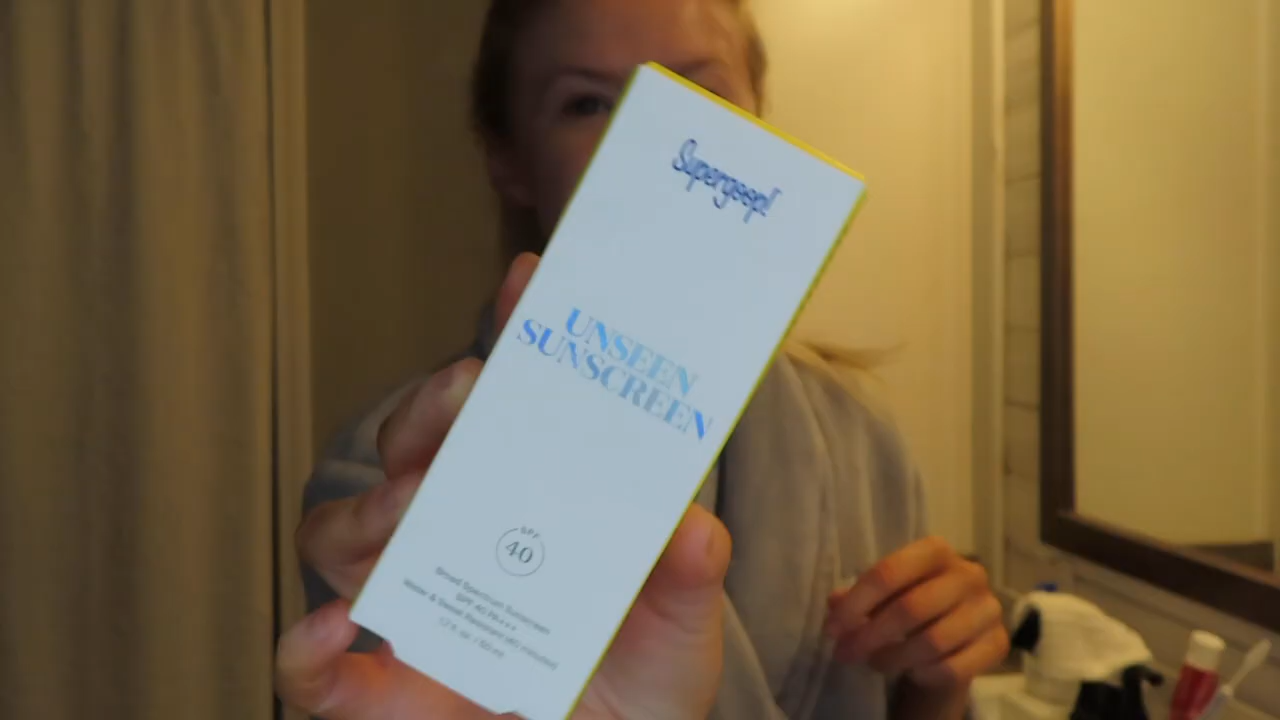 Supergoop!
UNSEEN
SUNSCREEN
SPF
40
Broad Spectrum Sunscreen
SPF 40 PA+++
Water & Sweat Resistant (40 minutes)
1.7 fl. oz. / 50 ml